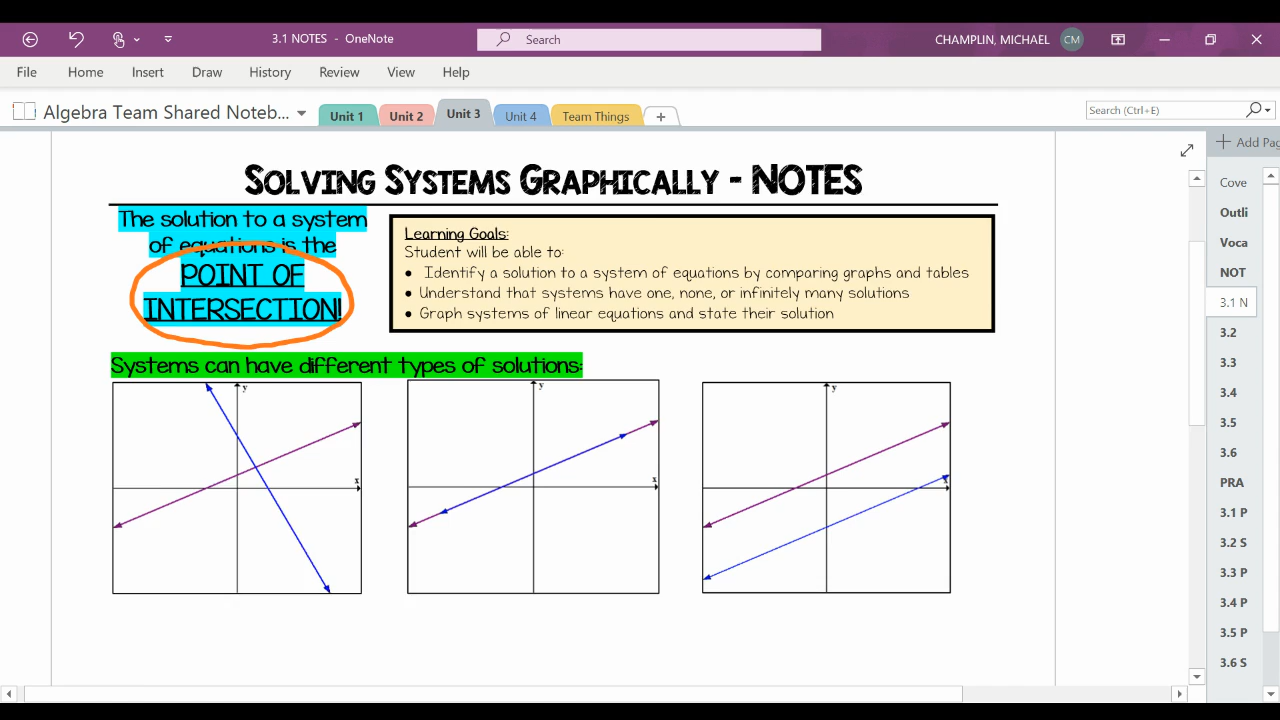 3.1 NOTES - OneNote
Search
CHAMPLIN, MICHAEL
CM
File Home Insert Draw History Review View Help
Algebra Team Shared Noteb...
Unit 1
Unit 2
Unit 3
Unit 4
Team Things
+
Search (Ctrl+E)
Add Pag
SOLVING SYSTEMS GRAPHICALLY - NOTES
The solution to a system
of equations is the
POINT OF
INTERSECTION!
Learning Goals:
Student will be able to:
• Identify a solution to a system of equations by comparing graphs and tables
• Understand that systems have one, none, or infinitely many solutions
• Graph systems of linear equations and state their solution
Systems can have different types of solutions:
y
x
y
x
y
x
Cove
Outli
Voca
NOT
3.1 N
3.2
3.3
3.4
3.5
3.6
PRA
3.1 P
3.2 S
3.3 P
3.4 P
3.5 P
3.6 S